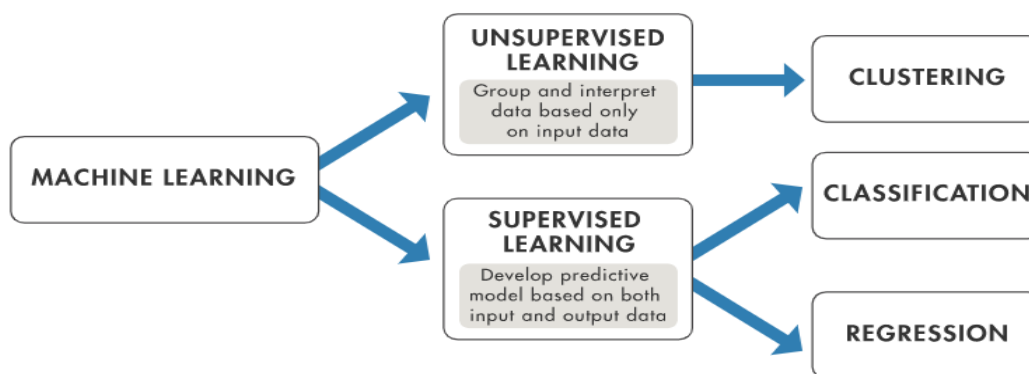 MACHINE LEARNING
UNSUPERVISED
LEARNING
Group and interpret
data based only
on input data
CLUSTERING
SUPERVISED
LEARNING
Develop predictive
model based on both
input and output data
CLASSIFICATION
REGRESSION